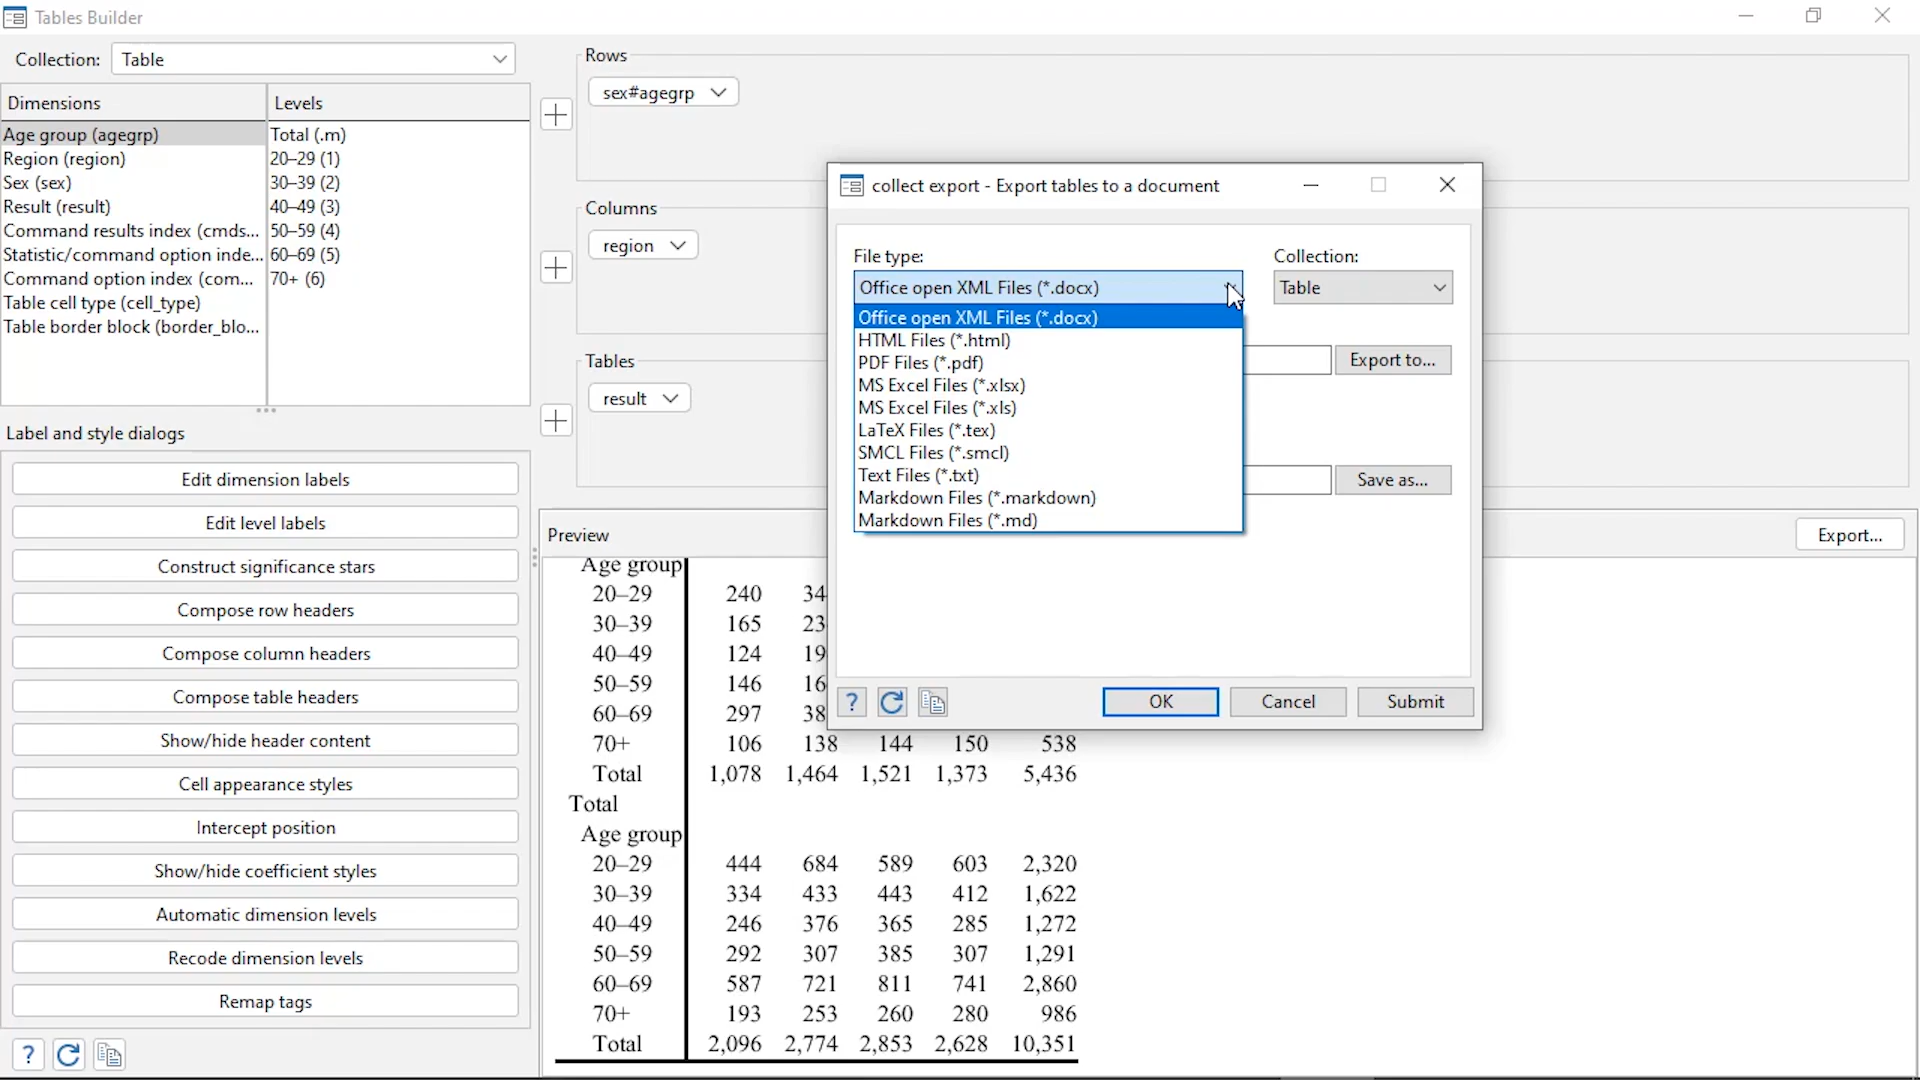 Tables Builder
Collection: Table
Dimensions Levels
Age group (agegrp) Total (.m)
Region (region) 20–29 (1)
Sex (sex) 30–39 (2)
Result (result) 40–49 (3)
Command results index (cmds... 50–59 (4)
Statistic/command option inde... 60–69 (5)
Command option index (com... 70+ (6)
Table cell type (cell_type)
Table border block (border_blo...
Label and style dialogs
Edit dimension labels
Edit level labels
Construct significance stars
Compose row headers
Compose column headers
Compose table headers
Show/hide header content
Cell appearance styles
Intercept position
Show/hide coefficient styles
Automatic dimension levels
Recode dimension levels
Remap tags
?
Rows
sex#agegrp
Columns
region
Tables
result
collect export - Export tables to a document
File type: Collection:
Office open XML Files (*.docx) Table
Office open XML Files (*.docx)
HTML Files (*.html)
PDF Files (*.pdf) Export to...
MS Excel Files (*.xlsx)
MS Excel Files (*.xls)
LaTeX Files (*.tex)
SMCL Files (*.smcl)
Text Files (*.txt) Save as...
Markdown Files (*.markdown)
Markdown Files (*.md)
? OK Cancel Submit
Preview Export...
Age group
20–29 240 34
30–39 165 23
40–49 124 19
50–59 146 16
60–69 297 38
70+ 106 138 144 150 538
Total 1,078 1,464 1,521 1,373 5,436
Total
Age group
20–29 444 684 589 603 2,320
30–39 334 433 443 412 1,622
40–49 246 376 365 285 1,272
50–59 292 307 385 307 1,291
60–69 587 721 811 741 2,860
70+ 193 253 260 280 986
Total 2,096 2,774 2,853 2,628 10,351